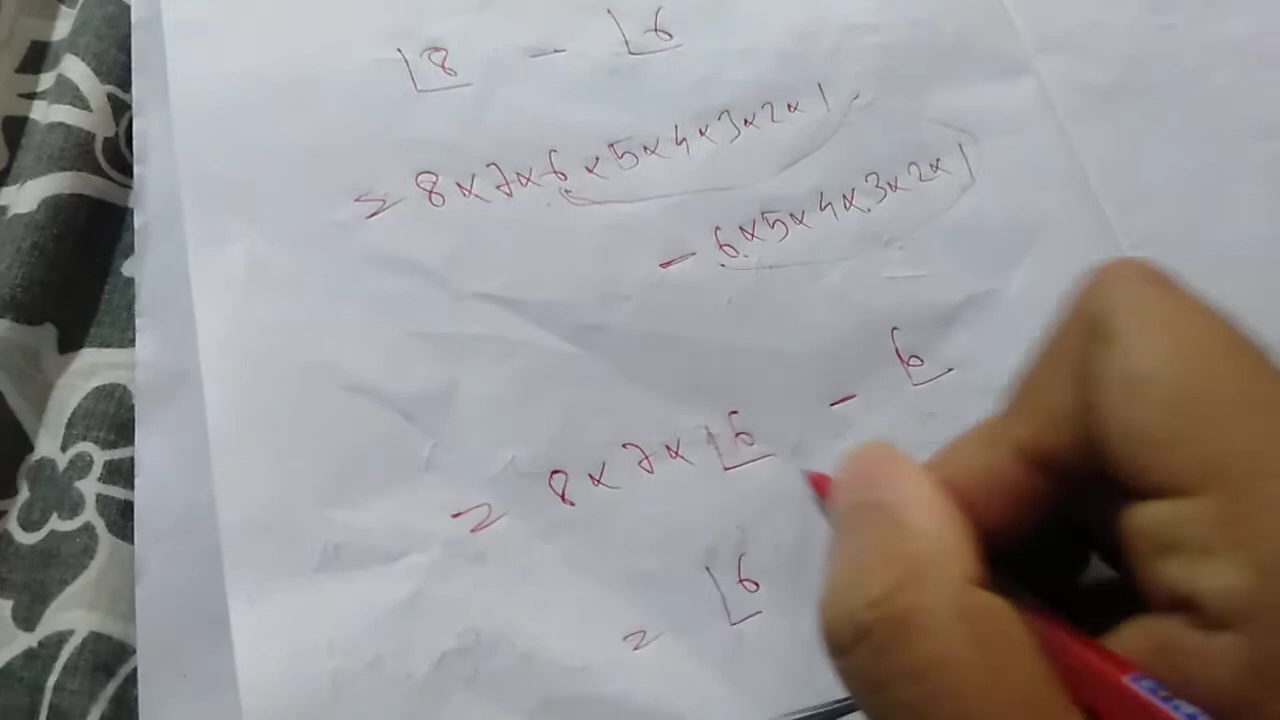 ⌊8 - ⌊6
= 8×7×6×5×4×3×2×1
- 6×5×4×3×2×1
= 8×7×⌊6 - ⌊6
= ⌊6